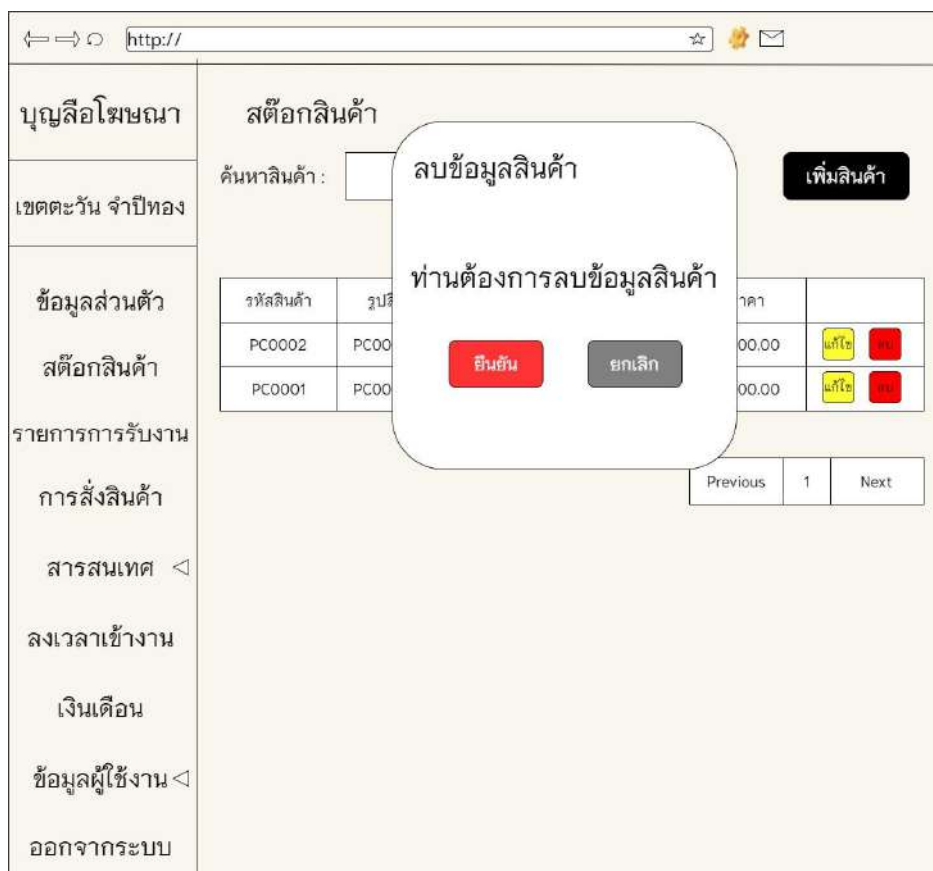 http://
บุญลือโฆษณา
เขตตะวัน จำปีทอง
ข้อมูลส่วนตัว
สต๊อกสินค้า
รายการการรับงาน
การสั่งสินค้า
สารสนเทศ
ลงเวลาเข้างาน
เงินเดือน
ข้อมูลผู้ใช้งาน
ออกจากระบบ
สต๊อกสินค้า
ค้นหาสินค้า :
เพิ่มสินค้า
ลบข้อมูลสินค้า
ท่านต้องการลบข้อมูลสินค้า
ยืนยัน ยกเลิก
รหัสสินค้า
PC0002 PC00 00.00 แก้ไข ลบ
PC0001 PC00 00.00 แก้ไข ลบ
Previous 1 Next